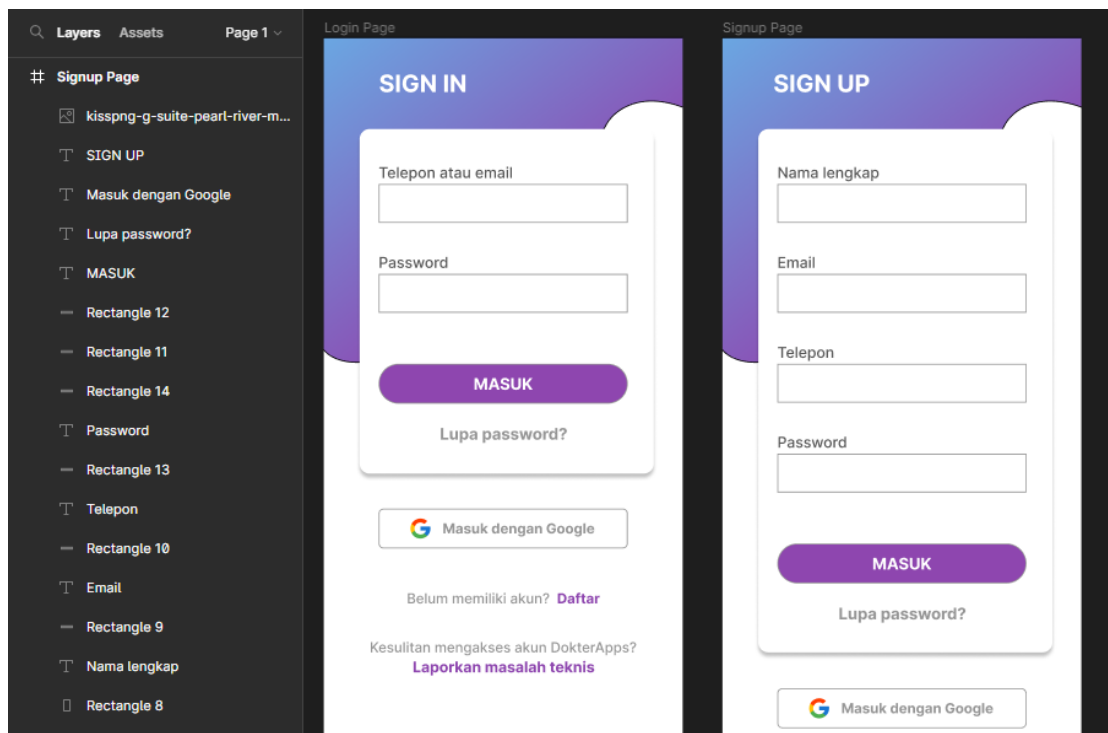 Layers Assets Page 1
Signup Page
kisspng-g-suite-pearl-river-m...
SIGN UP
Masuk dengan Google
Lupa password?
MASUK
Rectangle 12
Rectangle 11
Rectangle 14
Password
Rectangle 13
Telepon
Rectangle 10
Email
Rectangle 9
Nama lengkap
Rectangle 8
Login Page
SIGN IN
Telepon atau email
Password
MASUK
Lupa password?
Masuk dengan Google
Belum memiliki akun? Daftar
Kesulitan mengakses akun DokterApps?
Laporkan masalah teknis
Signup Page
SIGN UP
Nama lengkap
Email
Telepon
Password
MASUK
Lupa password?
Masuk dengan Google